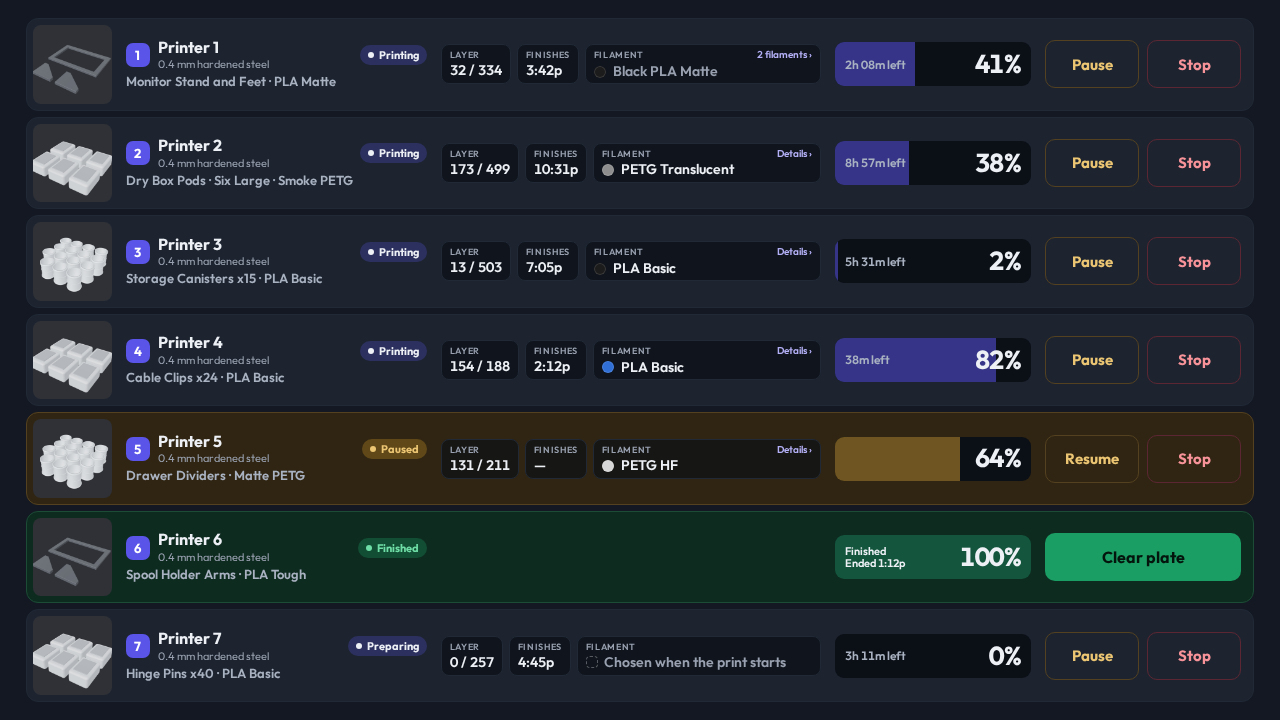 1
Printer 1
0.4 mm hardened steel
Monitor Stand and Feet · PLA Matte
Printing
LAYER
32 / 334
FINISHES
3:42p
FILAMENT
2 filaments ›
Black PLA Matte
2h 08m left
41%
Pause
Stop
2
Printer 2
0.4 mm hardened steel
Dry Box Pods · Six Large · Smoke PETG
Printing
LAYER
173 / 499
FINISHES
10:31p
FILAMENT
Details ›
PETG Translucent
8h 57m left
38%
Pause
Stop
3
Printer 3
0.4 mm hardened steel
Storage Canisters x15 · PLA Basic
Printing
LAYER
13 / 503
FINISHES
7:05p
FILAMENT
Details ›
PLA Basic
5h 31m left
2%
Pause
Stop
4
Printer 4
0.4 mm hardened steel
Cable Clips x24 · PLA Basic
Printing
LAYER
154 / 188
FINISHES
2:12p
FILAMENT
Details ›
PLA Basic
38m left
82%
Pause
Stop
5
Printer 5
0.4 mm hardened steel
Drawer Dividers · Matte PETG
Paused
LAYER
131 / 211
FINISHES
—
FILAMENT
Details ›
PETG HF
64%
Resume
Stop
6
Printer 6
0.4 mm hardened steel
Spool Holder Arms · PLA Tough
Finished
Finished
Ended 1:12p
100%
Clear plate
7
Printer 7
0.4 mm hardened steel
Hinge Pins x40 · PLA Basic
Preparing
LAYER
0 / 257
FINISHES
4:45p
FILAMENT
Chosen when the print starts
3h 11m left
0%
Pause
Stop